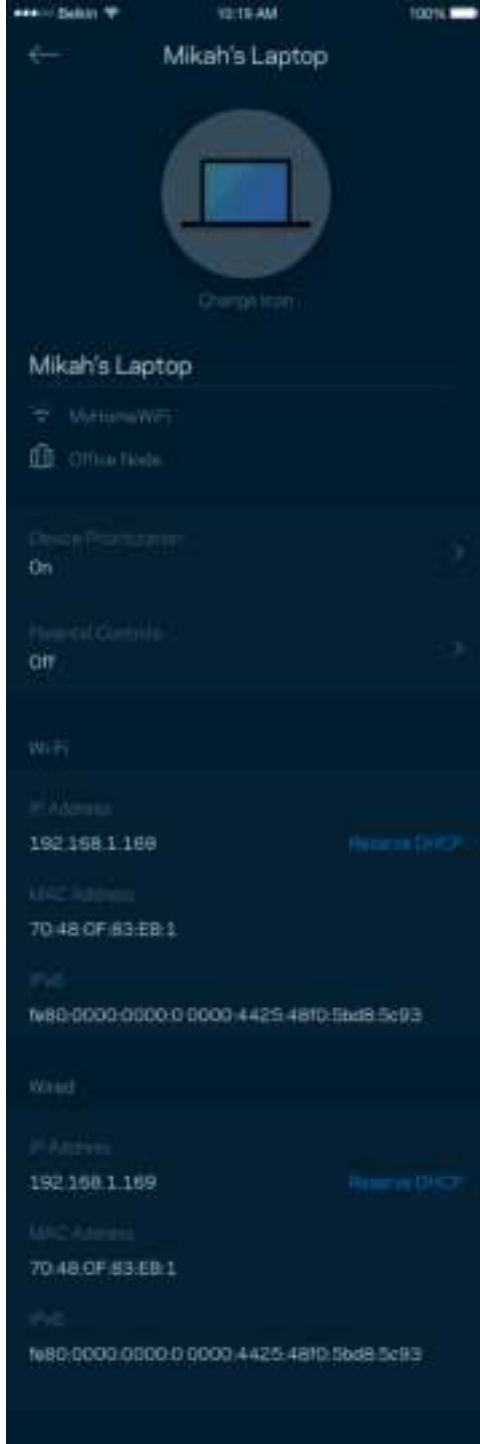 Belkin 10:19 AM 100%
Mikah's Laptop
Change Icon
Mikah's Laptop
MyHomeWiFi
Office Node
Device Prioritization
On
Parental Controls
Off
Wi-Fi
IP Address
192.168.1.169 Reserve DHCP
MAC Address
70:48:0F:83:EB:1
IPv6
fe80:0000:0000:0:0000:4425:48f0:5bd8:5c93
Wired
IP Address
192.168.1.169 Reserve DHCP
MAC Address
70:48:0F:83:EB:1
IPv6
fe80:0000:0000:0:0000:4425:48f0:5bd8:5c93